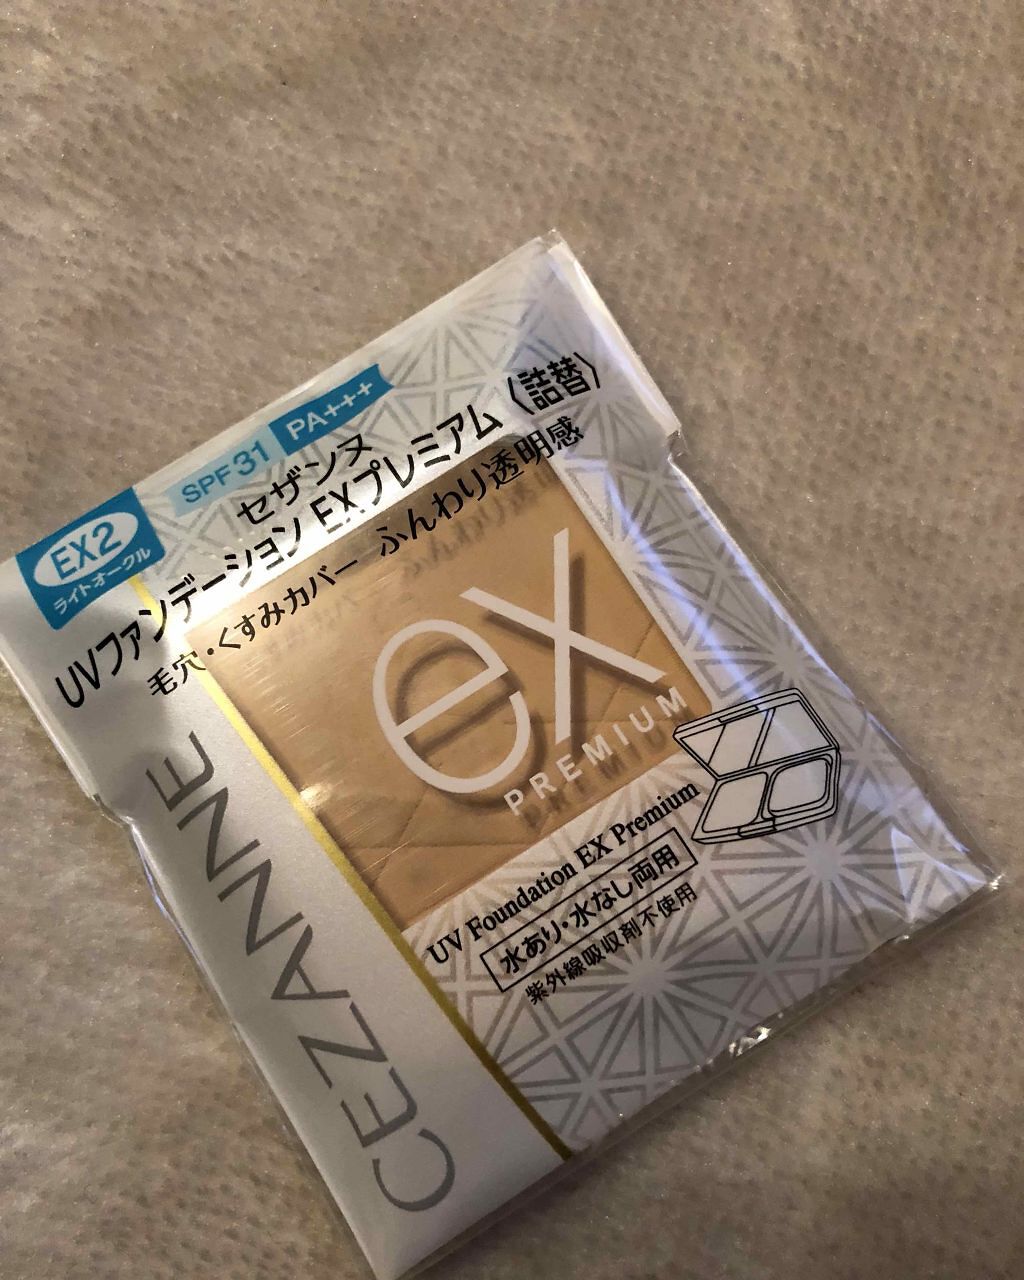 EX2
ライトオークル
SPF31 PA+++
セザンヌ
UVファンデーション EXプレミアム〈詰替〉
毛穴・くすみカバー ふんわり透明感
ex
PREMIUM
CEZANNE
UV Foundation EX Premium
水あり・水なし両用
紫外線吸収剤不使用